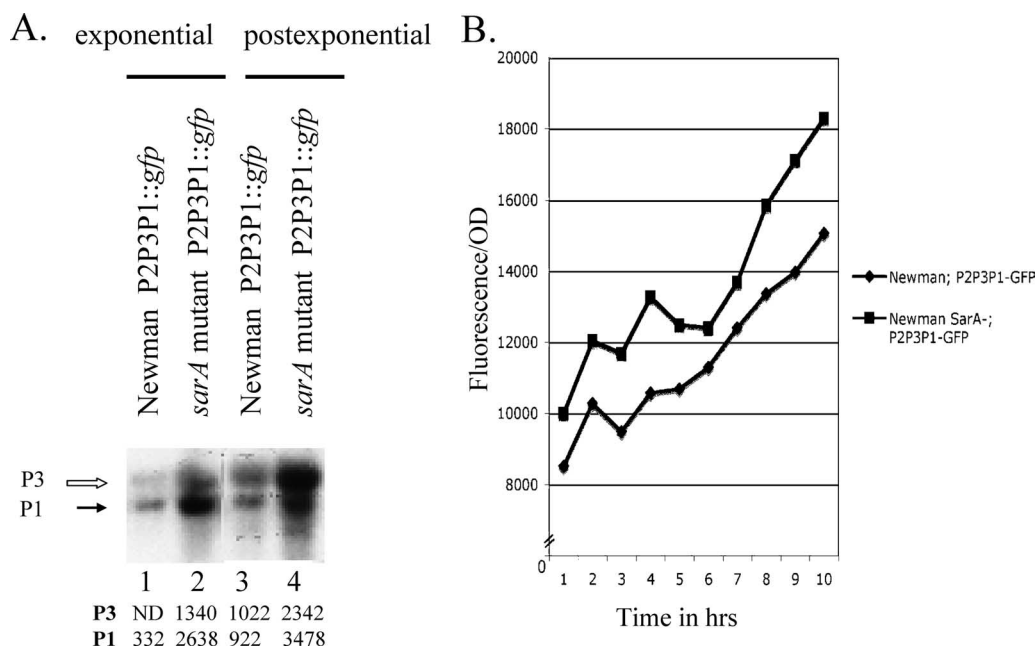 A.
exponential postexponential
Newman P2P3P1::gfp
sarA mutant P2P3P1::gfp
Newman P2P3P1::gfp
sarA mutant P2P3P1::gfp
P3
P1
1 2 3 4
P3 ND 1340 1022 2342
P1 332 2638 922 3478
B.
20000
18000
16000
14000
12000
10000
8000
0
Fluorescence/OD
1 2 3 4 5 6 7 8 9 10
Time in hrs
Newman; P2P3P1-GFP
Newman SarA-;
P2P3P1-GFP